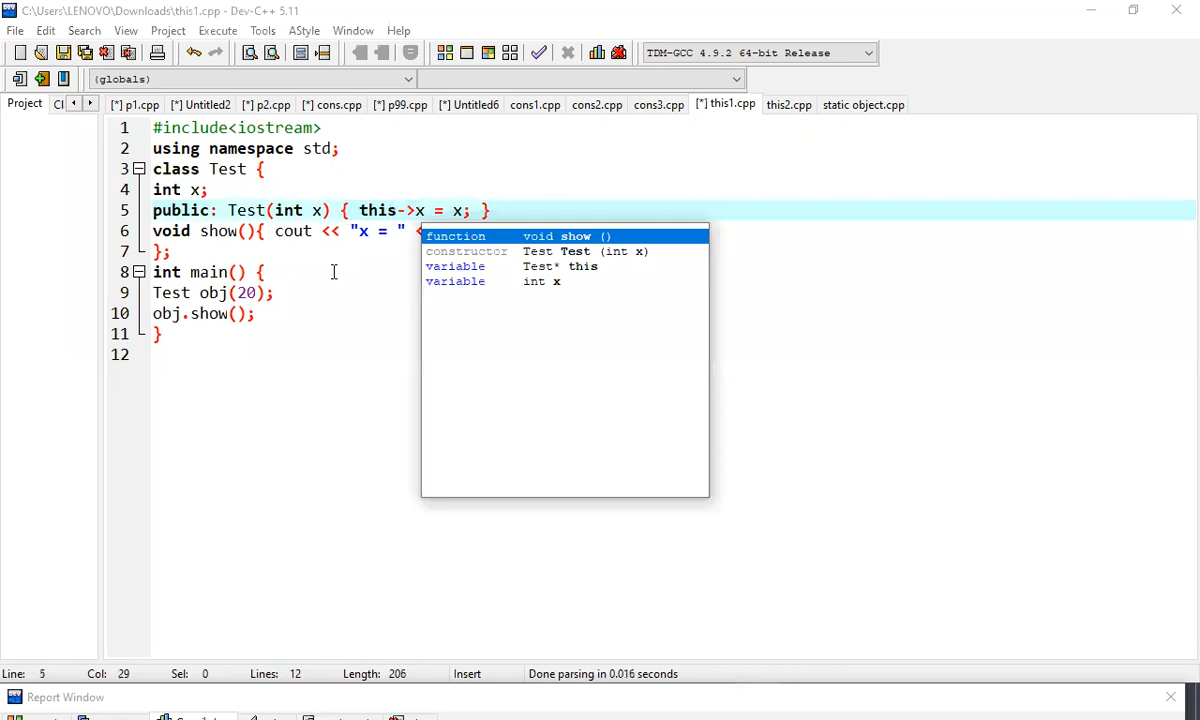 C:\Users\LENOVO\Downloads\this1.cpp - Dev-C++ 5.11
File Edit Search View Project Execute Tools AStyle Window Help
TDM-GCC 4.9.2 64-bit Release
(globals)
Project Cl [*] p1.cpp [*] Untitled2 [*] p2.cpp [*] cons.cpp [*] p99.cpp [*] Untitled6 cons1.cpp cons2.cpp cons3.cpp [*] this1.cpp this2.cpp static object.cpp
1 #include<iostream>
2 using namespace std;
3 class Test {
4 int x;
5 public: Test(int x) { this->x = x; }
6 void show(){ cout << "x = "
function void show ()
constructor Test Test (int x)
variable Test* this
variable int x
7 };
8 int main() {
9 Test obj(20);
10 obj.show();
11 }
12
Line: 5 Col: 29 Sel: 0 Lines: 12 Length: 206 Insert Done parsing in 0.016 seconds
Report Window